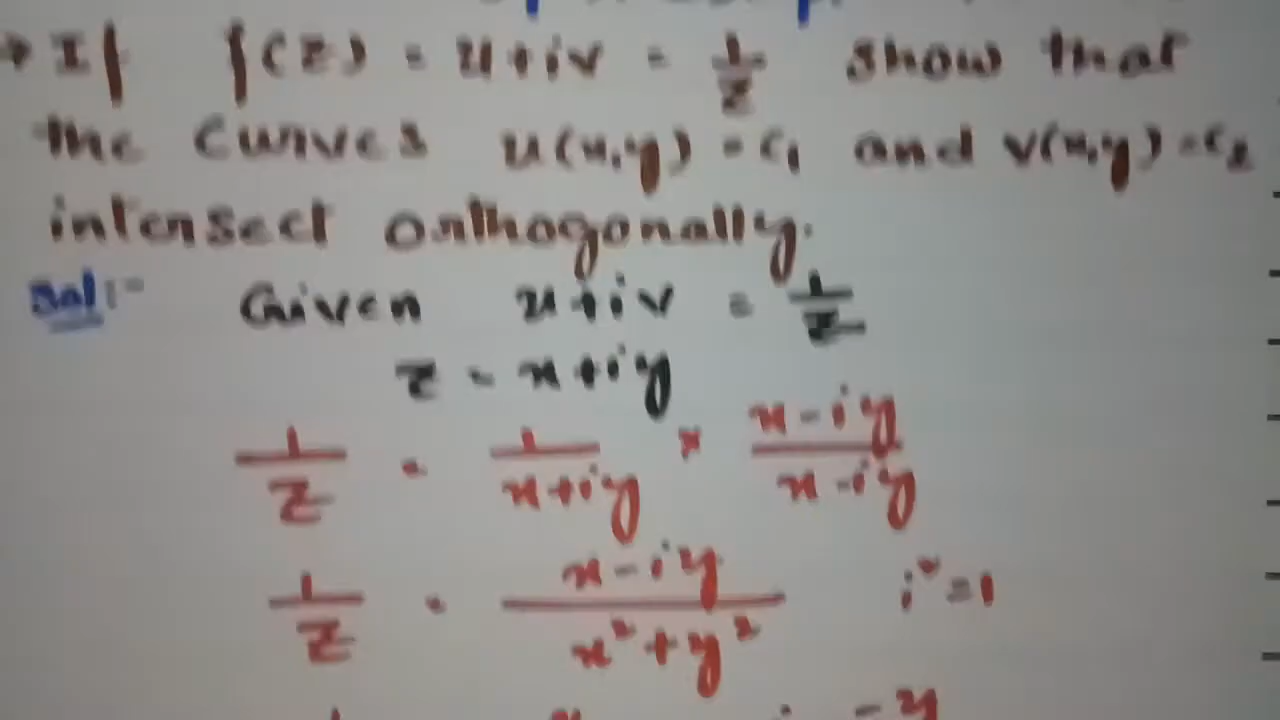 → If f(z) = u+iv = 1/z show that
the curves u(x,y) = c₁ and v(x,y) = c₂
intersect orthogonally.
Sol:- Given u+iv = 1/z
z = x+iy
1/z = 1/(x+iy) × (x-iy)/(x-iy)
1/z = (x-iy)/(x²+y²) i² = 1